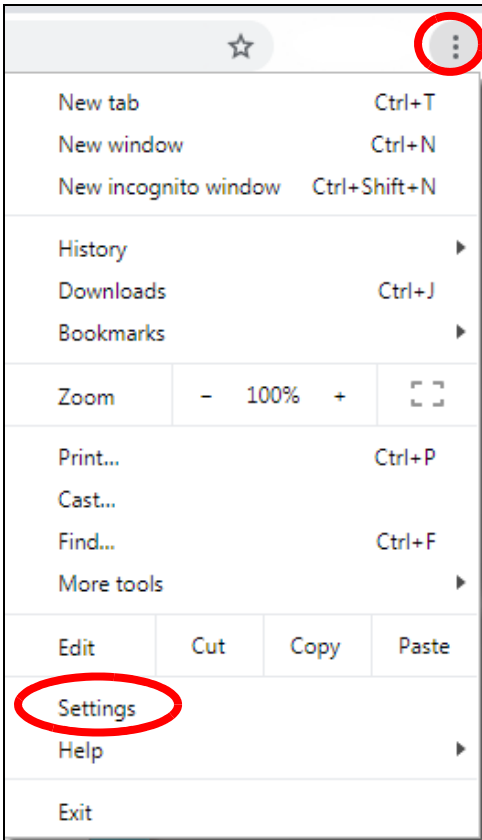 New tab Ctrl+T
New window Ctrl+N
New incognito window Ctrl+Shift+N
History
Downloads Ctrl+J
Bookmarks
Zoom - 100% +
Print... Ctrl+P
Cast...
Find... Ctrl+F
More tools
Edit Cut Copy Paste
Settings
Help
Exit